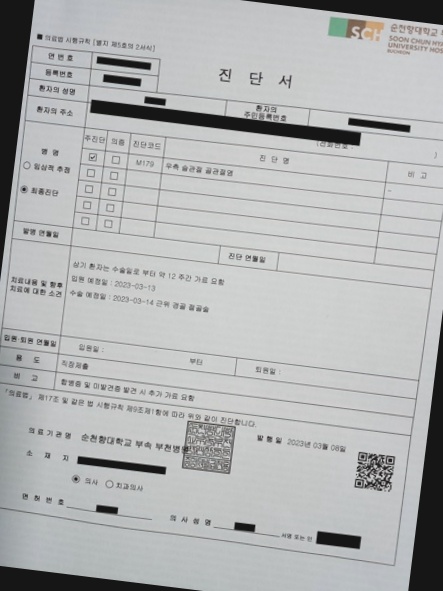 SCH 순천향대학교
SOON CHUN HY
UNIVERSITY HOS
BUCHEON
■ 의료법 시행규칙 [별지 제5호의 2서식]
연 번 호
등록번호
진 단 서
환자의 성명
환자의
주민등록번호
환자의 주소
(전화번호 : )
병 명
주진단 의증 진단코드 진 단 명 비 고
○ 임상적 추정
◉ 최종진단
☑ ☐ M179 우측 슬관절 골관절염 -
☐ ☐
☐ ☐
☐ ☐
☐ ☐
발병 연월일 진단 연월일
치료내용 및 향후
치료에 대한 소견
상기 환자는 수술일로 부터 약 12 주간 가료 요함
입원 예정일 : 2023-03-13
수술 예정일 : 2023-03-14 근위 경골 절골술
입원·퇴원 연월일 입원일 : 부터 퇴원일 :
용 도 직장제출
비 고 합병증 및 미발견증 발견 시 추가 가료 요함
「의료법」 제17조 및 같은 법 시행규칙 제9조제1항에 따라 위와 같이 진단합니다.
발 행 일 2023년 03월 08일
의 료 기 관 명 순천향대학교 부속 부천병원
소 재 지
◉ 의사 ○ 치과의사
면 허 번 호
의 사 성 명 서명 또는 인